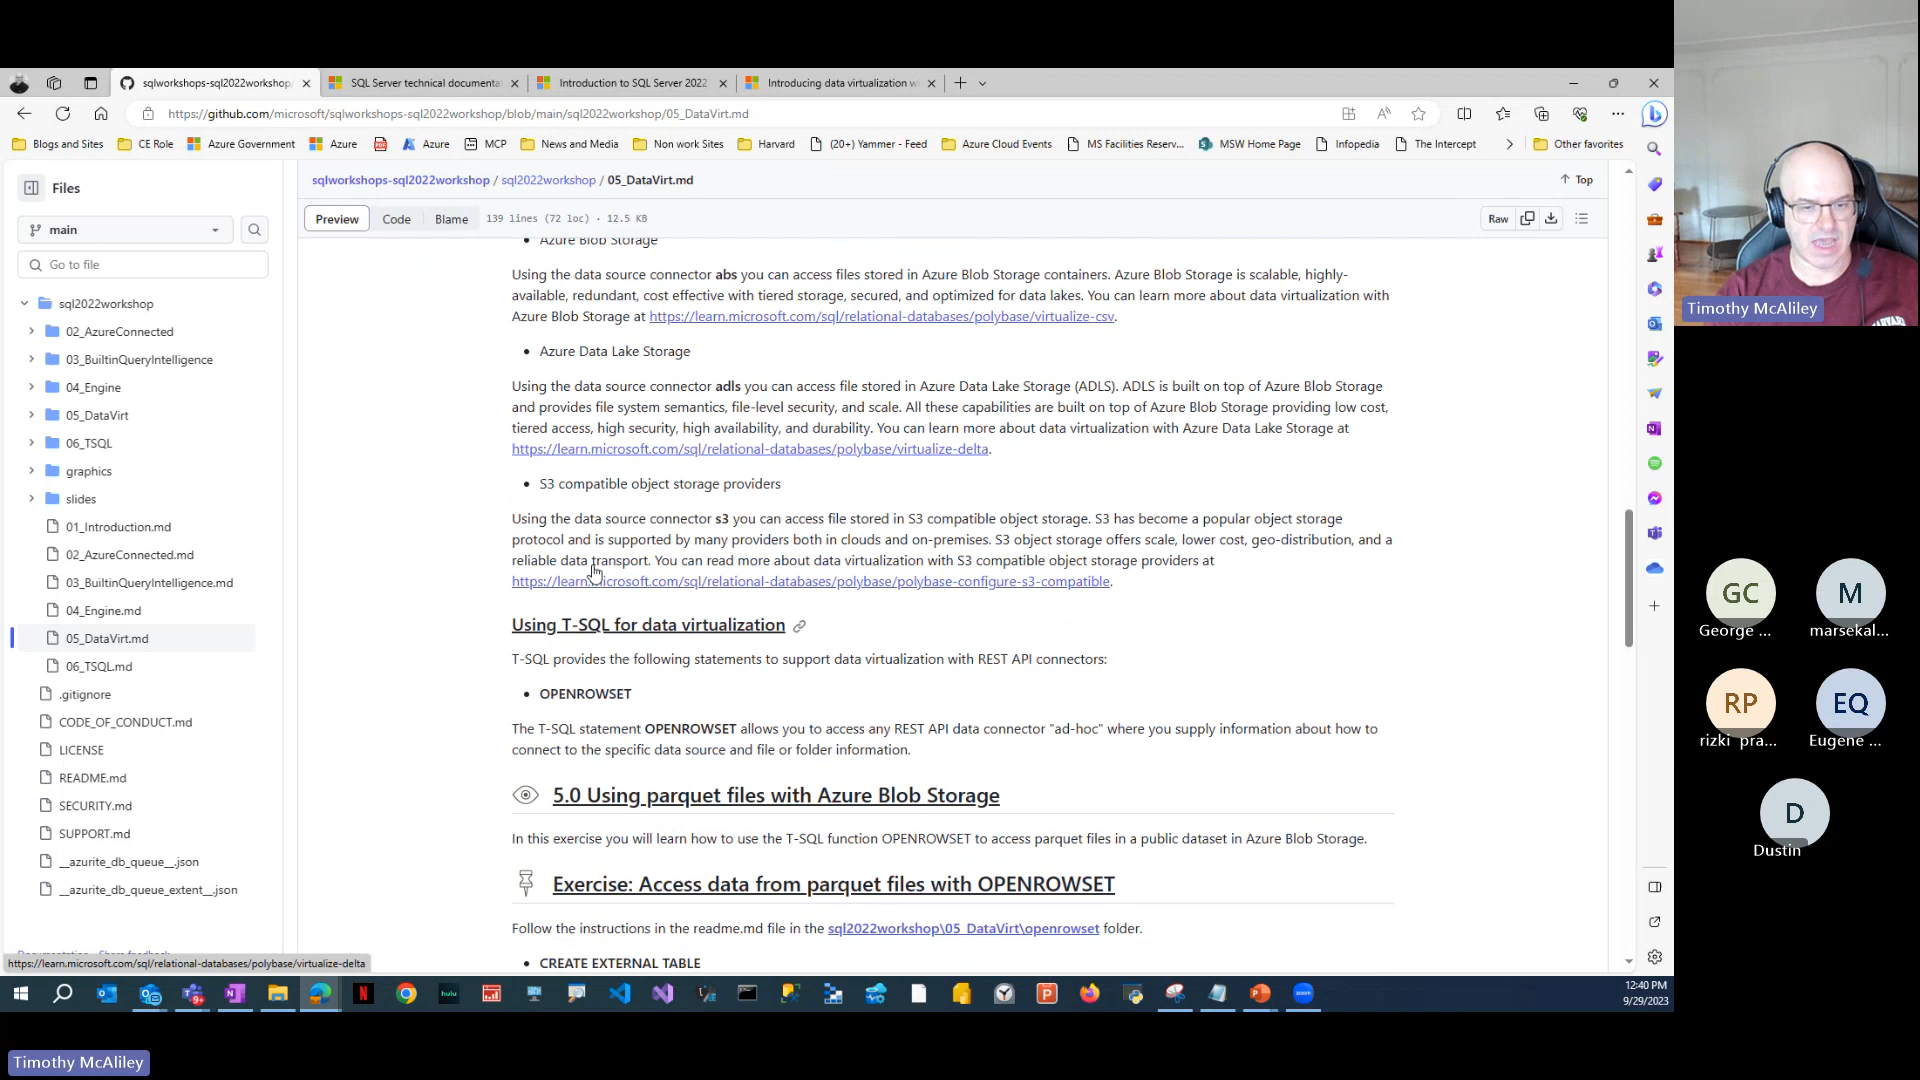 sqlworkshops-sql2022workshop/
SQL Server technical documenta
Introduction to SQL Server 2022
Introducing data virtualization w
https://github.com/microsoft/sqlworkshops-sql2022workshop/blob/main/sql2022workshop/05_DataVirt.md
Blogs and Sites
CE Role
Azure Government
Azure
Azure
MCP
News and Media
Non work Sites
Harvard
(20+) Yammer - Feed
Azure Cloud Events
MS Facilities Reserv...
MSW Home Page
Infopedia
The Intercept
Other favorites
Files
main
Go to file
sql2022workshop
02_AzureConnected
03_BuiltinQueryIntelligence
04_Engine
05_DataVirt
06_TSQL
graphics
slides
01_Introduction.md
02_AzureConnected.md
03_BuiltinQueryIntelligence.md
04_Engine.md
05_DataVirt.md
06_TSQL.md
.gitignore
CODE_OF_CONDUCT.md
LICENSE
README.md
SECURITY.md
SUPPORT.md
__azurite_db_queue__.json
__azurite_db_queue_extent__.json
https://learn.microsoft.com/sql/relational-databases/polybase/virtualize-delta
sqlworkshops-sql2022workshop / sql2022workshop / 05_DataVirt.md
Top
Preview
Code
Blame
139 lines (72 loc) · 12.5 KB
Raw
• Azure Blob Storage
Using the data source connector abs you can access files stored in Azure Blob Storage containers. Azure Blob Storage is scalable, highly-
available, redundant, cost effective with tiered storage, secured, and optimized for data lakes. You can learn more about data virtualization with
Azure Blob Storage at https://learn.microsoft.com/sql/relational-databases/polybase/virtualize-csv.
• Azure Data Lake Storage
Using the data source connector adls you can access file stored in Azure Data Lake Storage (ADLS). ADLS is built on top of Azure Blob Storage
and provides file system semantics, file-level security, and scale. All these capabilities are built on top of Azure Blob Storage providing low cost,
tiered access, high security, high availability, and durability. You can learn more about data virtualization with Azure Data Lake Storage at
https://learn.microsoft.com/sql/relational-databases/polybase/virtualize-delta.
• S3 compatible object storage providers
Using the data source connector s3 you can access file stored in S3 compatible object storage. S3 has become a popular object storage
protocol and is supported by many providers both in clouds and on-premises. S3 object storage offers scale, lower cost, geo-distribution, and a
reliable data transport. You can read more about data virtualization with S3 compatible object storage providers at
https://learn.microsoft.com/sql/relational-databases/polybase/polybase-configure-s3-compatible.
Using T-SQL for data virtualization
T-SQL provides the following statements to support data virtualization with REST API connectors:
• OPENROWSET
The T-SQL statement OPENROWSET allows you to access any REST API data connector "ad-hoc" where you supply information about how to
connect to the specific data source and file or folder information.
5.0 Using parquet files with Azure Blob Storage
In this exercise you will learn how to use the T-SQL function OPENROWSET to access parquet files in a public dataset in Azure Blob Storage.
Exercise: Access data from parquet files with OPENROWSET
Follow the instructions in the readme.md file in the sql2022workshop\05_DataVirt\openrowset folder.
• CREATE EXTERNAL TABLE
12:40 PM
9/29/2023
Timothy McAliley
GC
George ...
M
marsekal...
RP
rizki pra...
EQ
Eugene ...
D
Dustin
Timothy McAliley